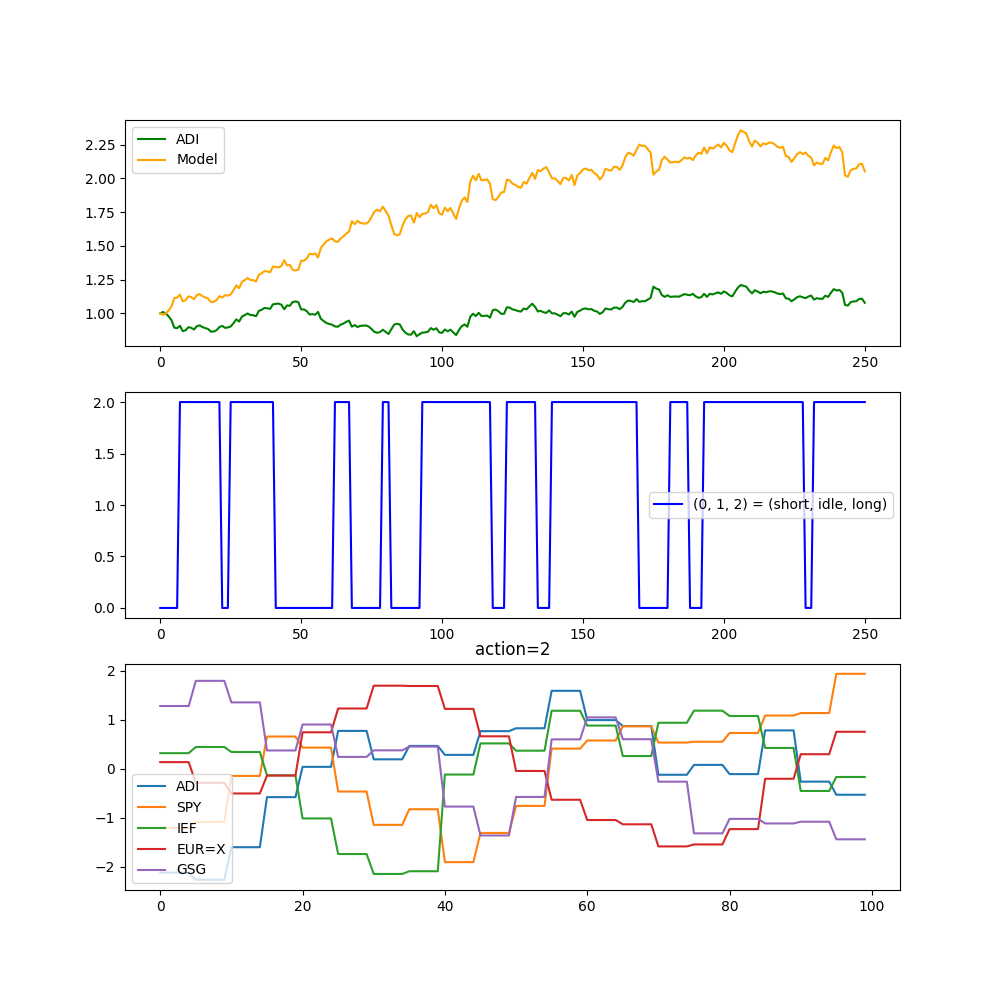 ADI
Model
2.25
2.00
1.75
1.50
1.25
1.00
0 50 100 150 200 250
2.0
1.5
1.0
0.5
0.0
(0, 1, 2) = (short, idle, long)
0 50 100 150 200 250
action=2
2
1
0
−1
−2
ADI
SPY
IEF
EUR=X
GSG
0 20 40 60 80 100